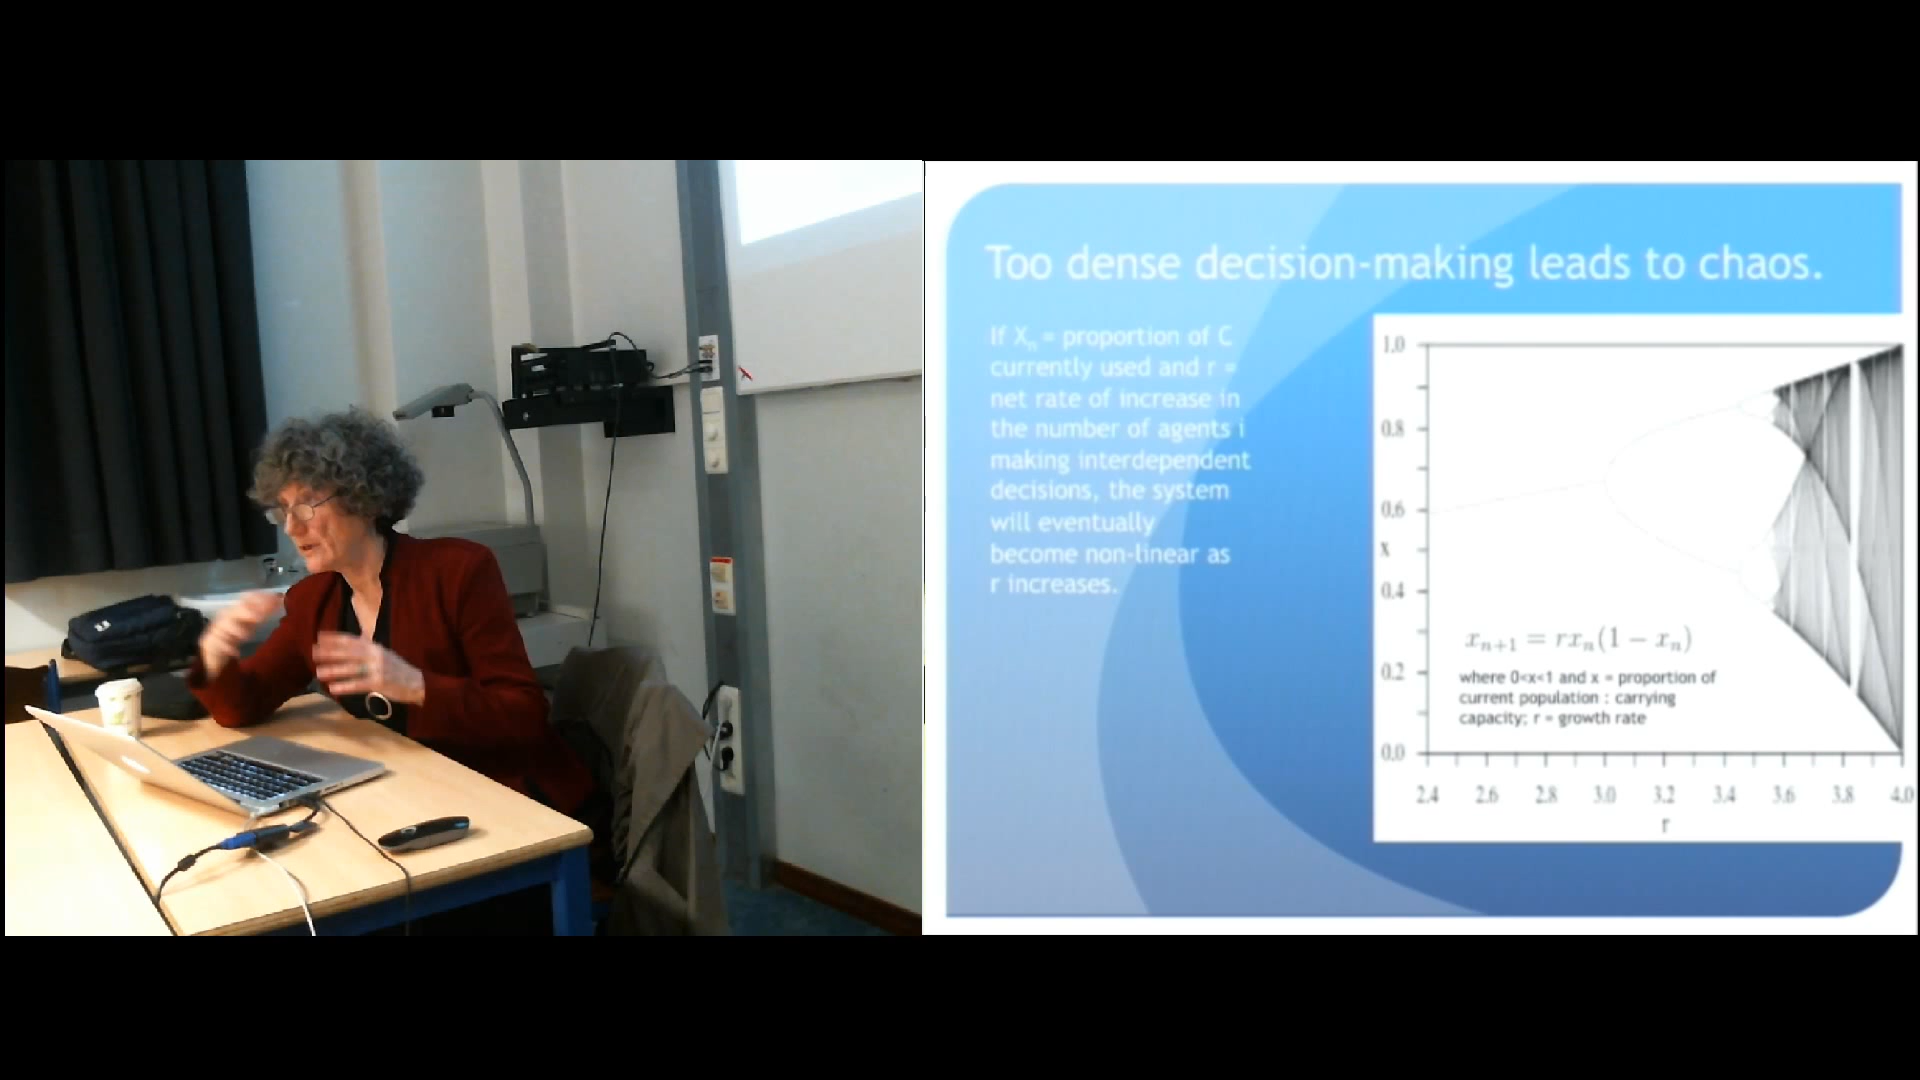 Too dense decision-making leads to chaos.
If Xn = proportion of C
currently used and r =
net rate of increase in
the number of agents i
making interdependent
decisions, the system
will eventually
become non-linear as
r increases.
1.0
0.8
0.6
x
0.4
0.2
0.0
xn+1 = rxn(1 − xn)
where 0<x<1 and x = proportion of
current population : carrying
capacity; r = growth rate
2.4 2.6 2.8 3.0 3.2 3.4 3.6 3.8 4.0
r